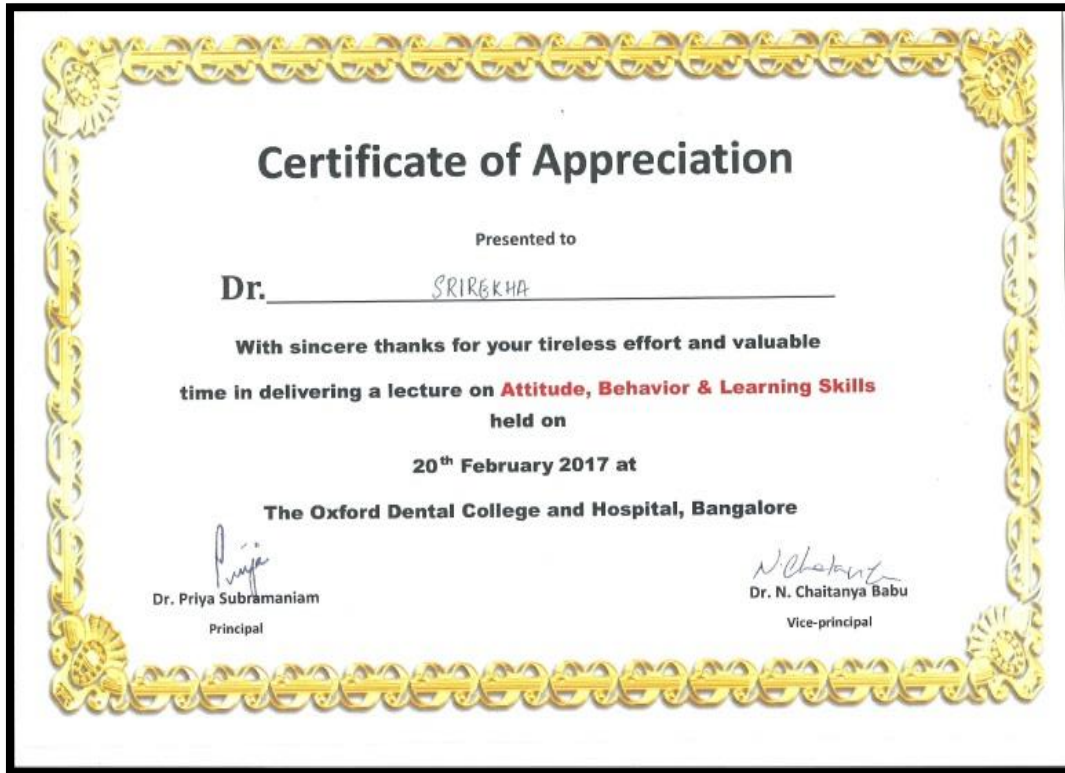 Certificate of Appreciation
Presented to
Dr. SRIREKHA
With sincere thanks for your tireless effort and valuable
time in delivering a lecture on Attitude, Behavior & Learning Skills
held on
20th February 2017 at
The Oxford Dental College and Hospital, Bangalore
Priya
N. Chaitanya
Dr. Priya Subramaniam
Dr. N. Chaitanya Babu
Principal
Vice-principal